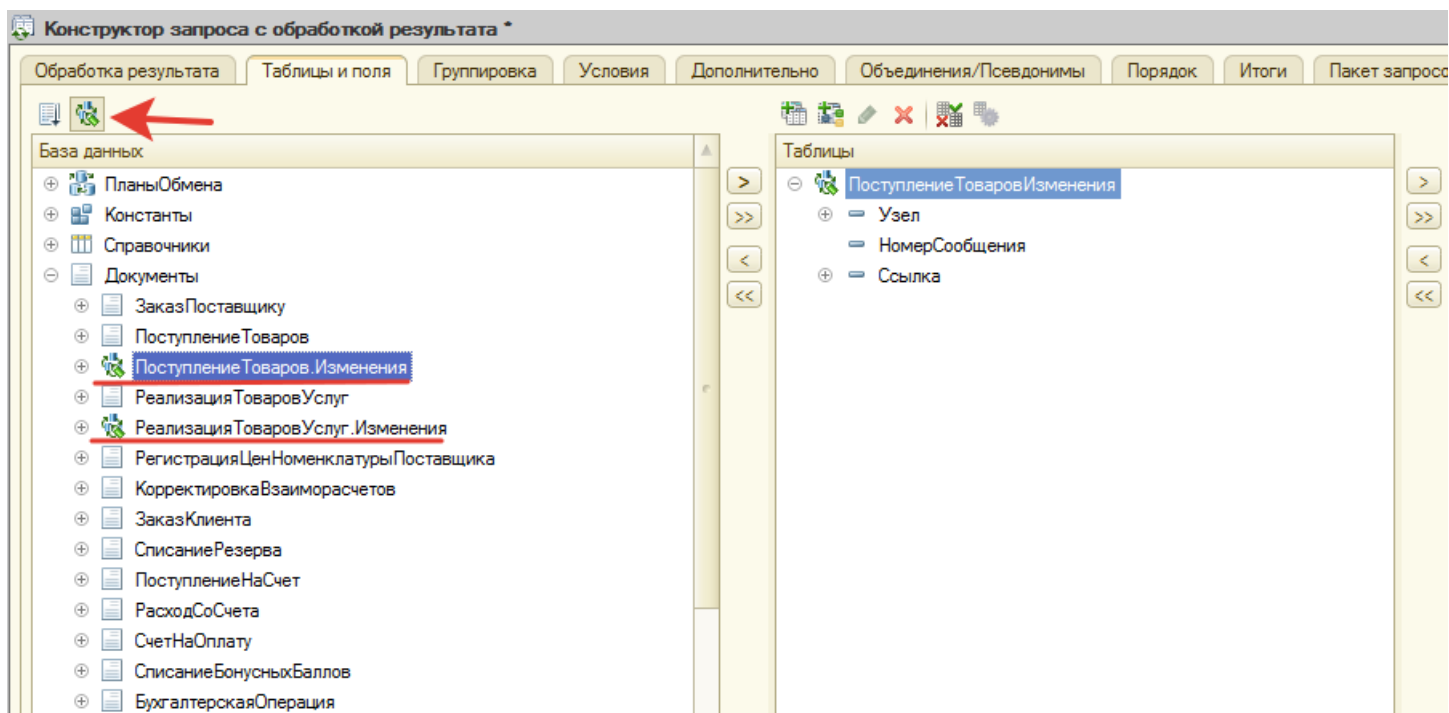 Конструктор запроса с обработкой результата *
Обработка результата Таблицы и поля Группировка Условия Дополнительно Объединения/Псевдонимы Порядок Итоги Пакет запросо
База данных
ПланыОбмена
Константы
Справочники
Документы
ЗаказПоставщику
ПоступлениеТоваров
ПоступлениеТоваров.Изменения
РеализацияТоваровУслуг
РеализацияТоваровУслуг.Изменения
РегистрацияЦенНоменклатурыПоставщика
КорректировкаВзаиморасчетов
ЗаказКлиента
СписаниеРезерва
ПоступлениеНаСчет
РасходСоСчета
СчетНаОплату
СписаниеБонусныхБаллов
БухгалтерскаяОперация
>
>>
<
<<
Таблицы
ПоступлениеТоваровИзменения
Узел
НомерСообщения
Ссылка
>
>>
<
<<